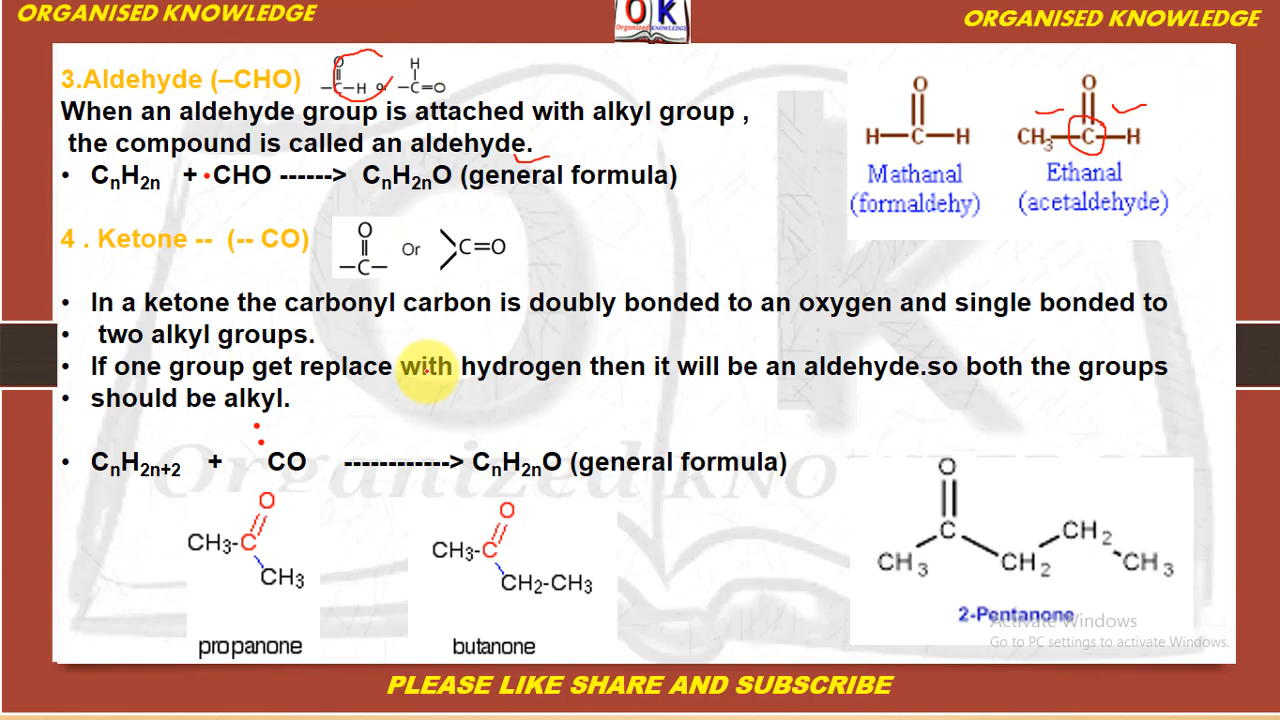 ORGANISED KNOWLEDGE
OK
Organized KNOWLEDGE
ORGANISED KNOWLEDGE
3.Aldehyde (–CHO)
O
–C–H or
H
–C=O
When an aldehyde group is attached with alkyl group ,
the compound is called an aldehyde.
• CnH2n + •CHO ------> CnH2nO (general formula)
O
H–C–H
Mathanal
(formaldehy)
O
CH3–C–H
Ethanal
(acetaldehyde)
4 . Ketone -- (-- CO)
O
–C–
Or
C=O
• In a ketone the carbonyl carbon is doubly bonded to an oxygen and single bonded to
• two alkyl groups.
• If one group get replace with hydrogen then it will be an aldehyde.so both the groups
• should be alkyl.
• CnH2n+2 + CO ------------> CnH2nO (general formula)
O
CH3-C
CH3
propanone
O
CH3-C
CH2-CH3
butanone
O
C
CH2
CH3
CH2
CH3
2-Pentanone
Activate Windows
Go to PC settings to activate Windows.
PLEASE LIKE SHARE AND SUBSCRIBE